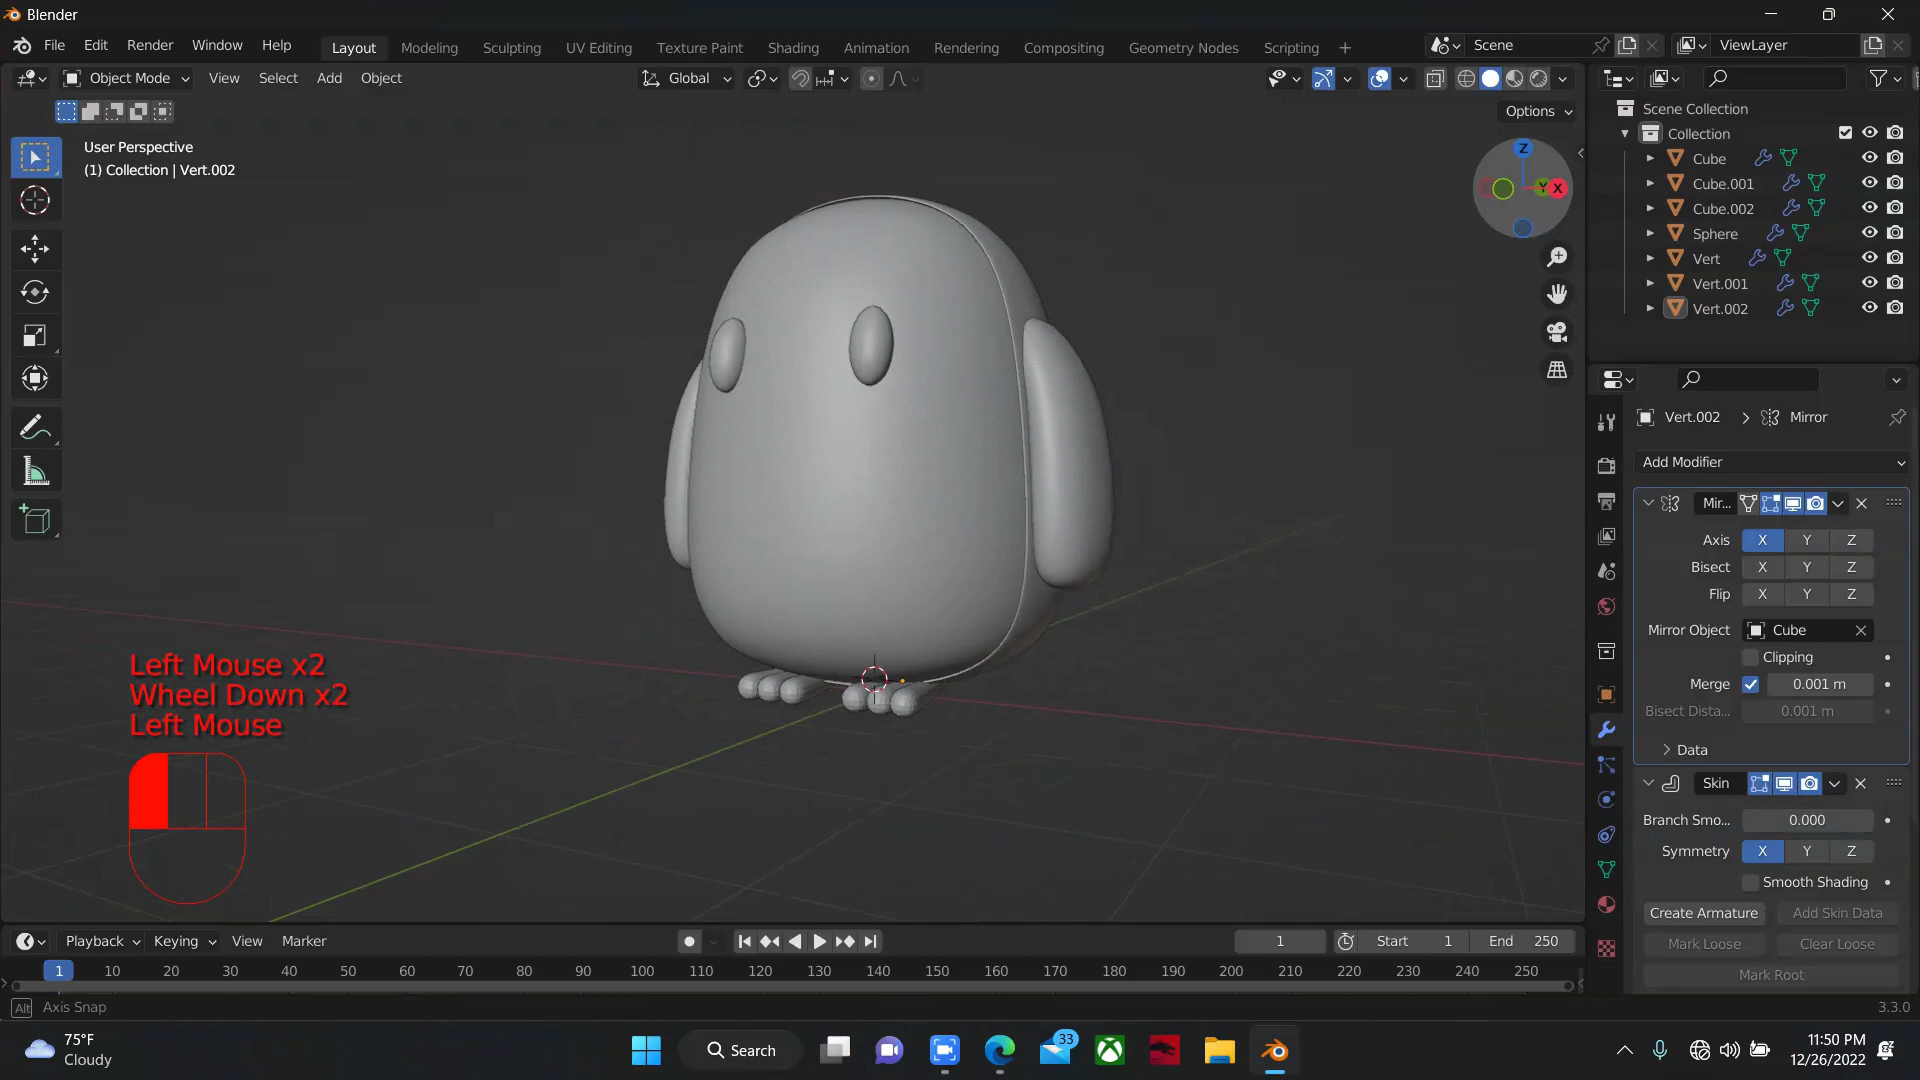 Blender
File Edit Render Window Help
Layout Modeling Sculpting UV Editing Texture Paint Shading Animation Rendering Compositing Geometry Nodes Scripting +
Scene
ViewLayer
Object Mode View Select Add Object
Global
Options
User Perspective
(1) Collection | Vert.002
Z
Y
X
Scene Collection
Collection
Cube
Cube.001
Cube.002
Sphere
Vert
Vert.001
Vert.002
Vert.002 > Mirror
Add Modifier
Mir...
Axis X Y Z
Bisect X Y Z
Flip X Y Z
Mirror Object Cube
Clipping
Merge 0.001 m
Bisect Dista... 0.001 m
Data
Skin
Branch Smo... 0.000
Symmetry X Y Z
Smooth Shading
Create Armature Add Skin Data
Mark Loose Clear Loose
Mark Root
Left Mouse x2
Wheel Down x2
Left Mouse
Playback Keying View Marker
1 Start 1 End 250
1 10 20 30 40 50 60 70 80 90 100 110 120 130 140 150 160 170 180 190 200 210 220 230 240 250
Alt Axis Snap
3.3.0
75°F
Cloudy
Search
33
11:50 PM
12/26/2022